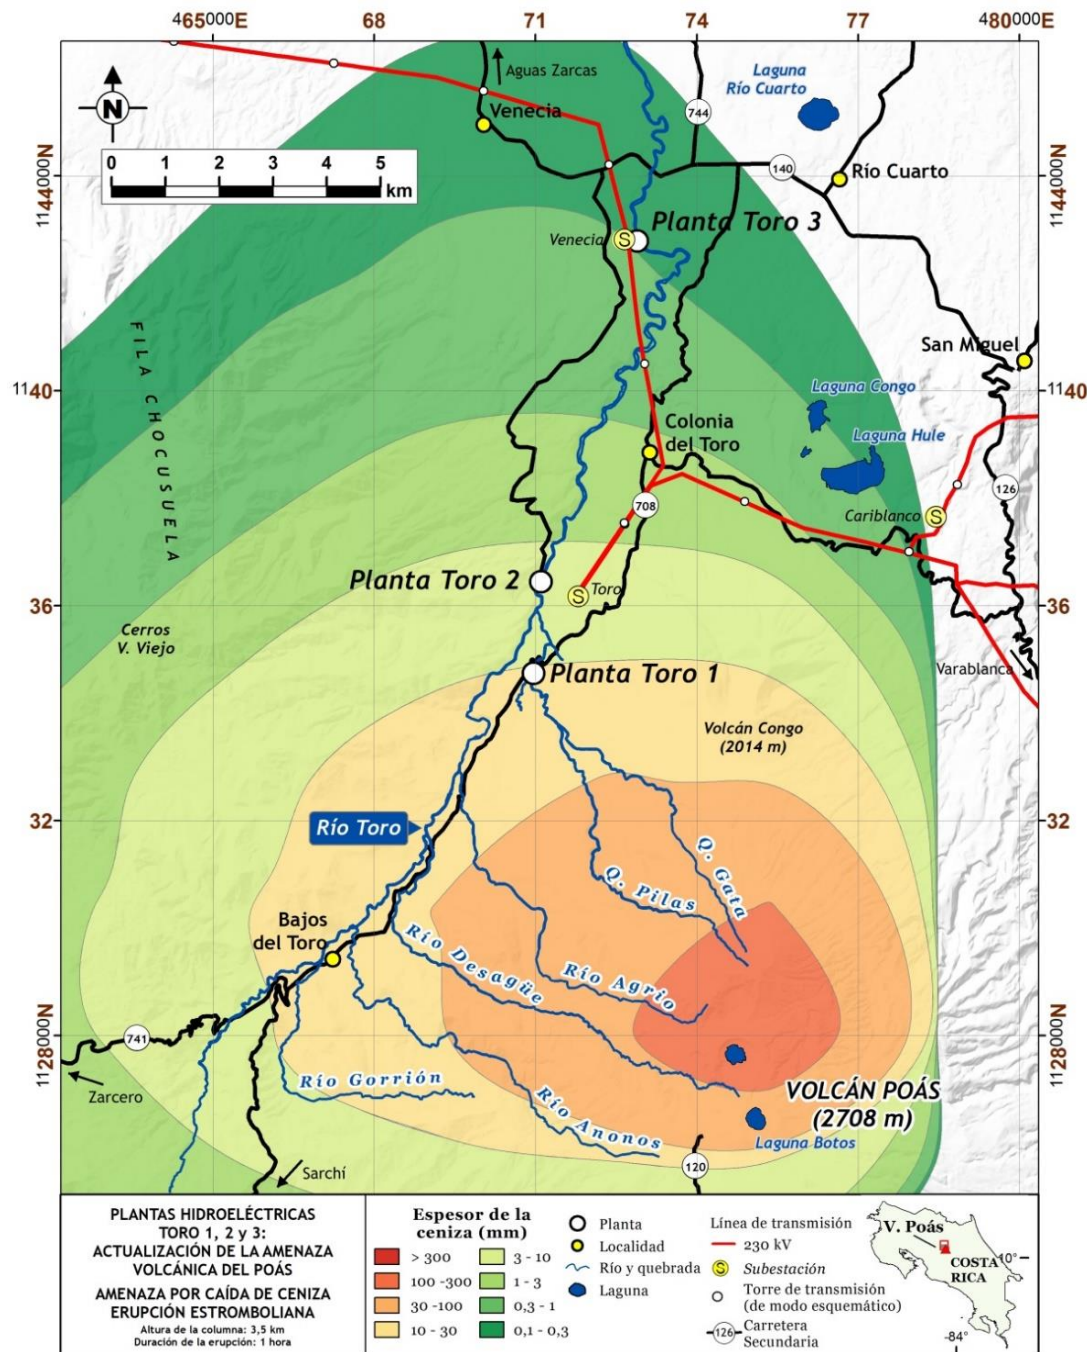 465000E
68
71
74
77
480000E
Aguas Zarcas
Venecia
N
0 1 2 3 4 5
km
744
Laguna
Río Cuarto
140
Río Cuarto
1144000N
1144000N
Planta Toro 3
Venecia
S
FILA CHOCUSUELA
San Miguel
1140
1140
Laguna Congo
Laguna Hule
Colonia
del Toro
708
126
Cariblanco
S
Planta Toro 2
S
Toro
36
36
Cerros
V. Viejo
Planta Toro 1
Varablanca
Volcán Congo
(2014 m)
32
32
Río Toro
Q. Gata
Q. Pilas
Bajos
del Toro
Río Desagüe
Río Agrio
1128000N
1128000N
741
Zarcero
Río Gorrión
Río Anonos
VOLCÁN POÁS
(2708 m)
Laguna Botos
120
Sarchí
PLANTAS HIDROELÉCTRICAS
TORO 1, 2 y 3:
ACTUALIZACIÓN DE LA AMENAZA
VOLCÁNICA DEL POÁS
AMENAZA POR CAÍDA DE CENIZA
ERUPCIÓN ESTROMBOLIANA
Altura de la columna: 3,5 km
Duración de la erupción: 1 hora
Espesor de la
ceniza (mm)
> 300
100 -300
30 -100
10 - 30
3 - 10
1 - 3
0,3 - 1
0,1 - 0,3
Planta
Localidad
Río y quebrada
Laguna
Línea de transmisión
230 kV
S Subestación
Torre de transmisión
(de modo esquemático)
126 Carretera
Secundaria
V. Poás
COSTA
RICA
10°
-84°